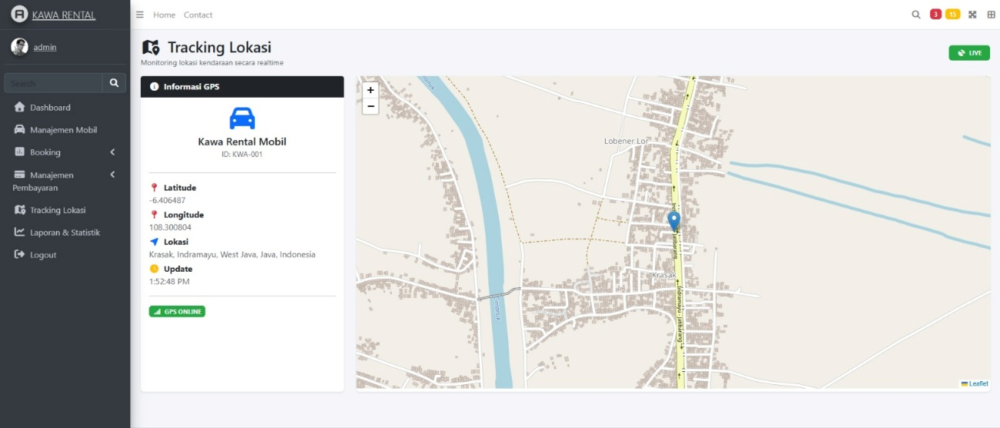 KAWA RENTAL
Home Contact
3 15
admin
Search
Dashboard
Manajemen Mobil
Booking
Manajemen
Pembayaran
Tracking Lokasi
Laporan & Statistik
Logout
Tracking Lokasi
Monitoring lokasi kendaraan secara realtime
LIVE
Informasi GPS
Kawa Rental Mobil
ID: KWA-001
Latitude
-6.406487
Longitude
108.300804
Lokasi
Krasak, Indramayu, West Java, Java, Indonesia
Update
1:52:48 PM
GPS ONLINE
+
−
Lobener Lor
Krasak
Indramayu - Jatibarang
Leaflet